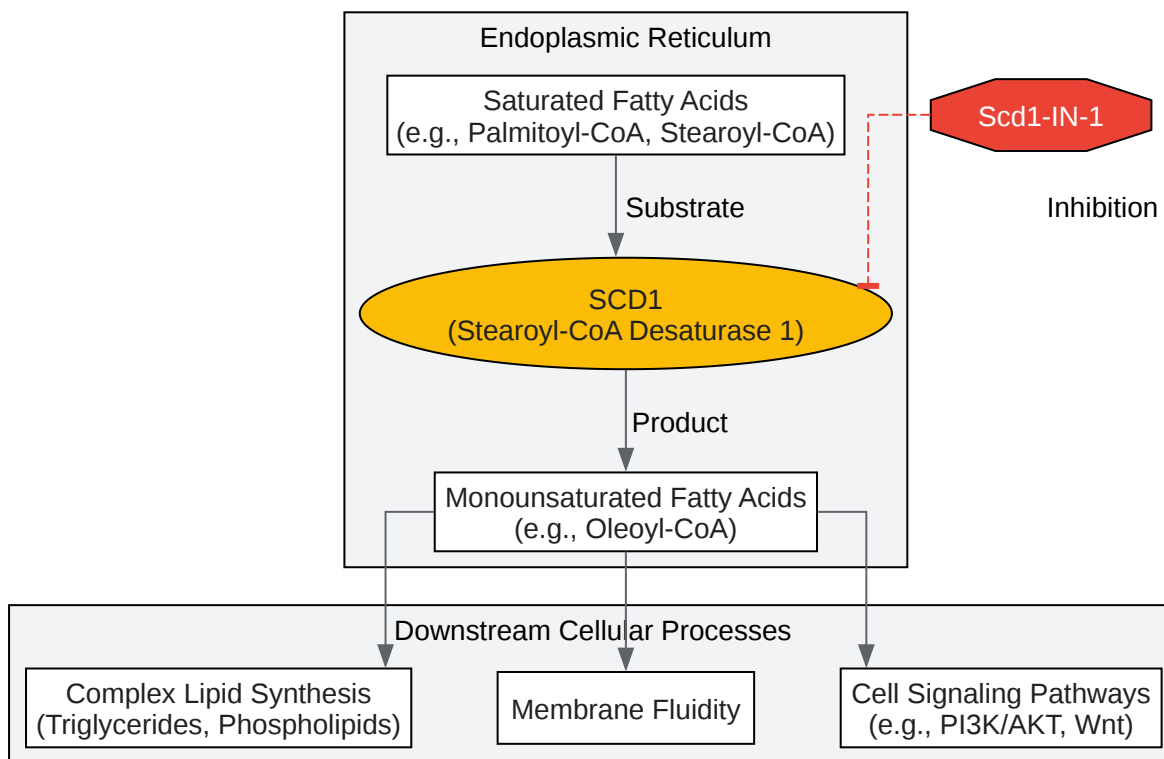 Endoplasmic Reticulum
Saturated Fatty Acids
(e.g., Palmitoyl-CoA, Stearoyl-CoA)
Scd1-IN-1
Substrate
Inhibition
SCD1
(Stearoyl-CoA Desaturase 1)
Product
Monounsaturated Fatty Acids
(e.g., Oleoyl-CoA)
Downstream Cellular Processes
Complex Lipid Synthesis
(Triglycerides, Phospholipids)
Membrane Fluidity
Cell Signaling Pathways
(e.g., PI3K/AKT, Wnt)